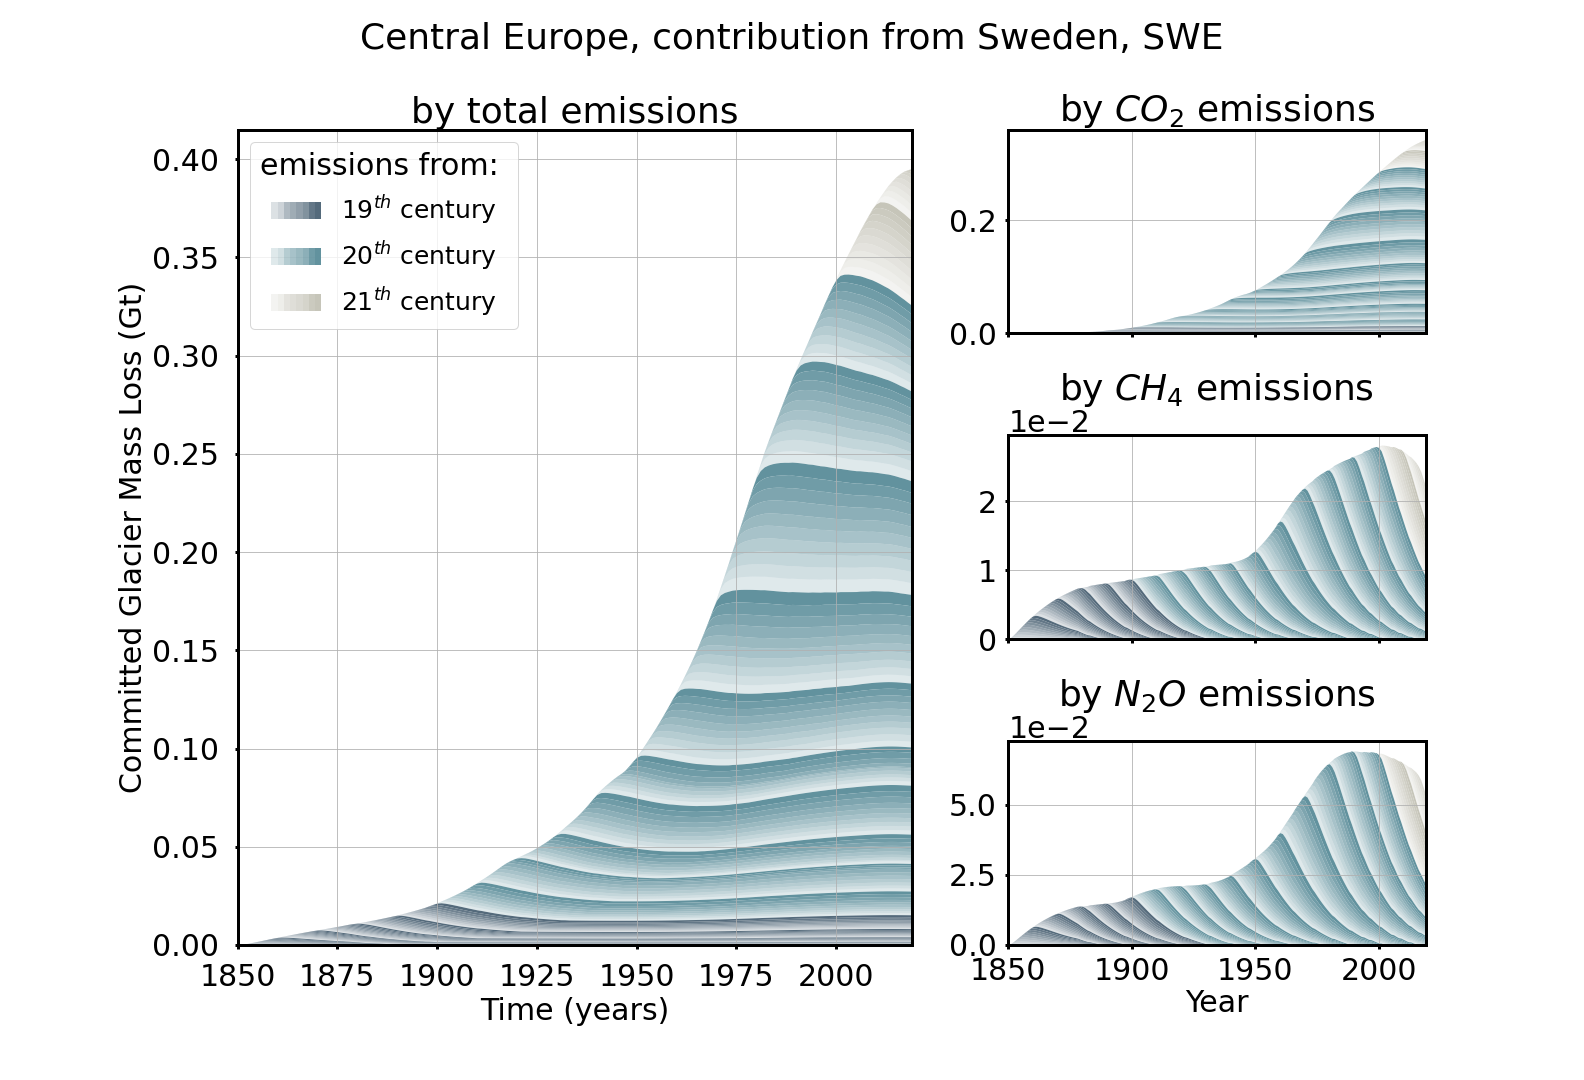 Central Europe, contribution from Sweden, SWE
by total emissions
Committed Glacier Mass Loss (Gt)
0.40
0.35
0.30
0.25
0.20
0.15
0.10
0.05
0.00
emissions from:
19th century
20th century
21th century
1850 1875 1900 1925 1950 1975 2000
Time (years)
by CO2 emissions
0.2
0.0
by CH4 emissions
1e−2
2
1
0
by N2O emissions
1e−2
5.0
2.5
0.0
1850 1900 1950 2000
Year